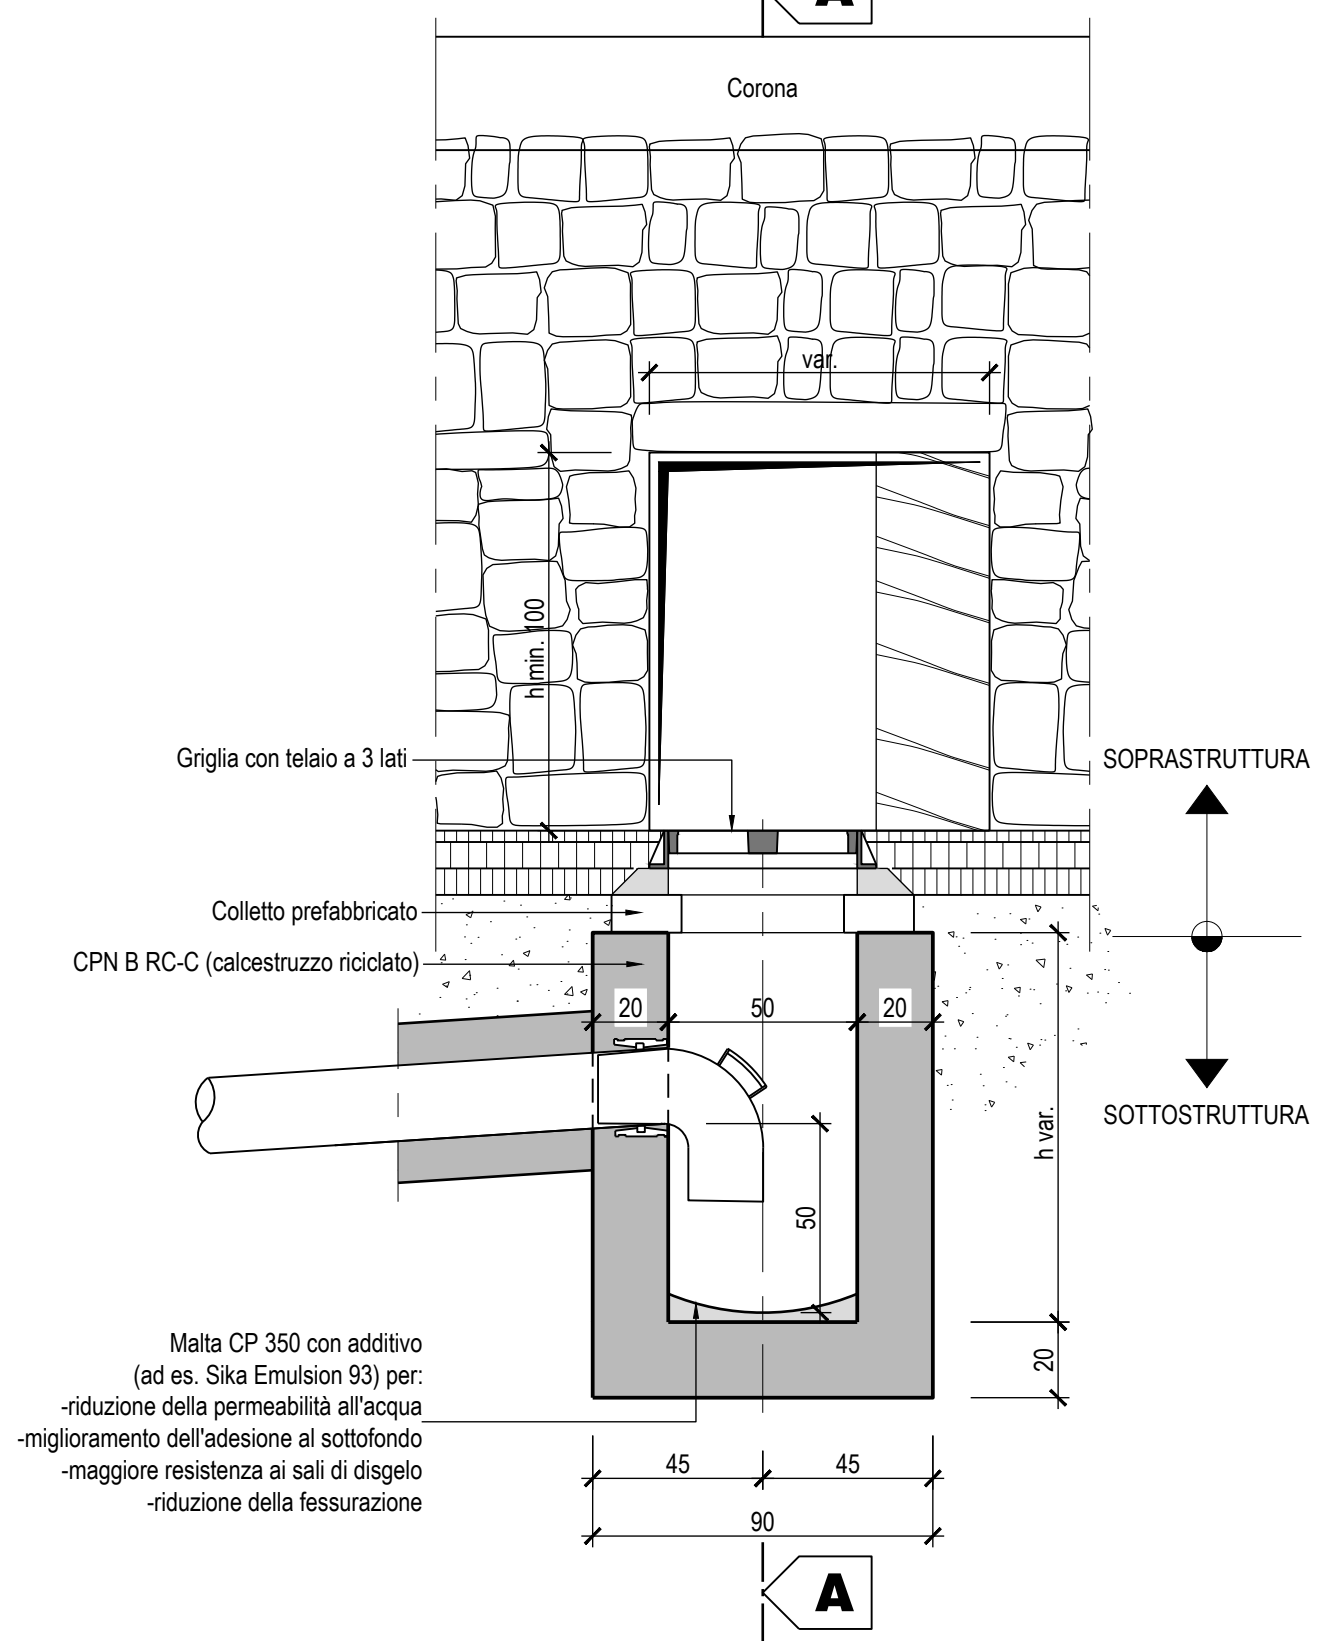 A
Corona
var.
h min. 100
Griglia con telaio a 3 lati
SOPRASTRUTTURA
Colletto prefabbricato
CPN B RC-C (calcestruzzo riciclato)
20
50
20
SOTTOSTRUTTURA
h var.
50
Malta CP 350 con additivo
(ad es. Sika Emulsion 93) per:
-riduzione della permeabilità all'acqua
-miglioramento dell'adesione al sottofondo
-maggiore resistenza ai sali di disgelo
-riduzione della fessurazione
20
45
45
90
A